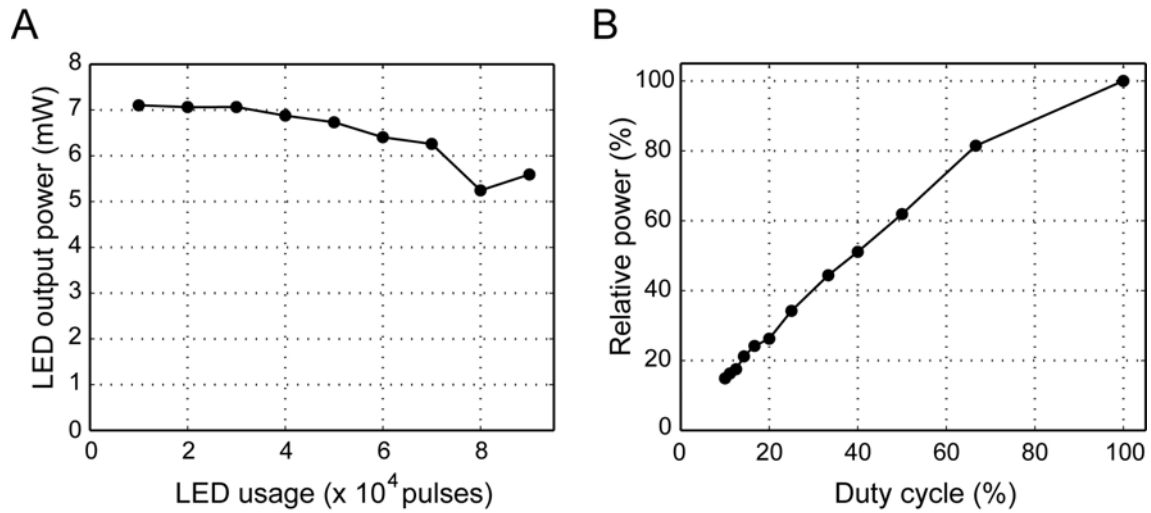 A
LED output power (mW)
8
7
6
5
4
3
2
1
0
0 2 4 6 8
LED usage (x 10⁴ pulses)
B
Relative power (%)
100
80
60
40
20
0
0 20 40 60 80 100
Duty cycle (%)